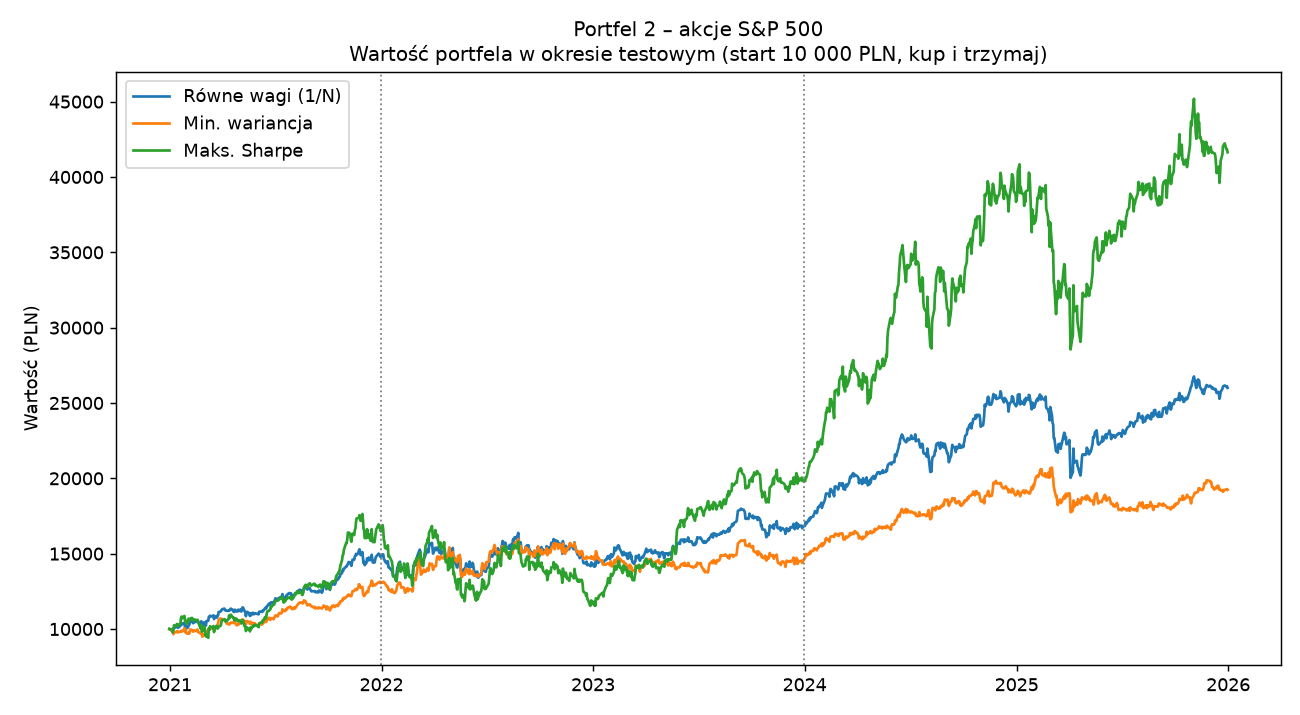 Portfel 2 – akcje S&P 500
Wartość portfela w okresie testowym (start 10 000 PLN, kup i trzymaj)
Równe wagi (1/N)
Min. wariancja
Maks. Sharpe
Wartość (PLN)
45000
40000
35000
30000
25000
20000
15000
10000
2021
2022
2023
2024
2025
2026